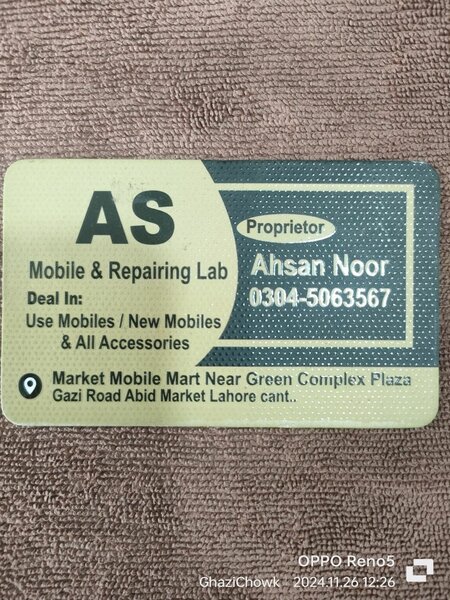 AS
Mobile & Repairing Lab
Deal In:
Use Mobiles / New Mobiles
& All Accessories
Proprietor
Ahsan Noor
0304-5063567
Market Mobile Mart Near Green Complex Plaza
Gazi Road Abid Market Lahore cant..
OPPO Reno5
GhaziChowk 2024.11.26 12:26